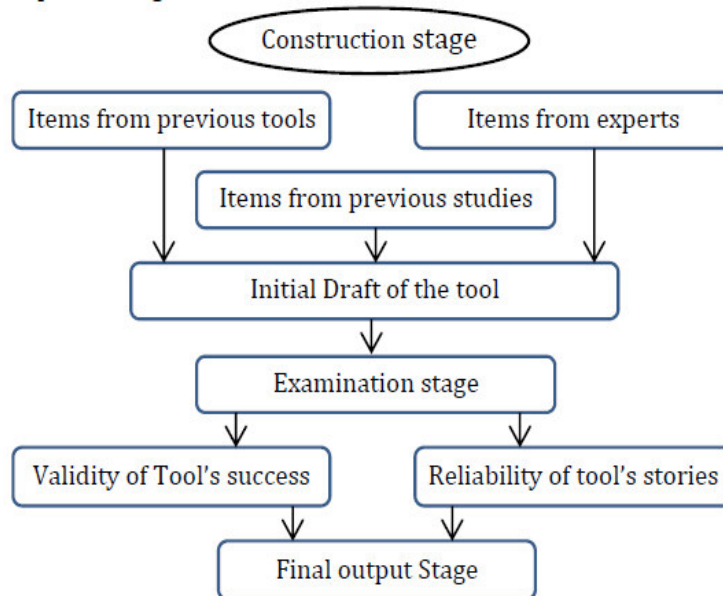 Construction stage
Items from previous tools
Items from experts
Items from previous studies
Initial Draft of the tool
Examination stage
Validity of Tool's success
Reliability of tool's stories
Final output Stage